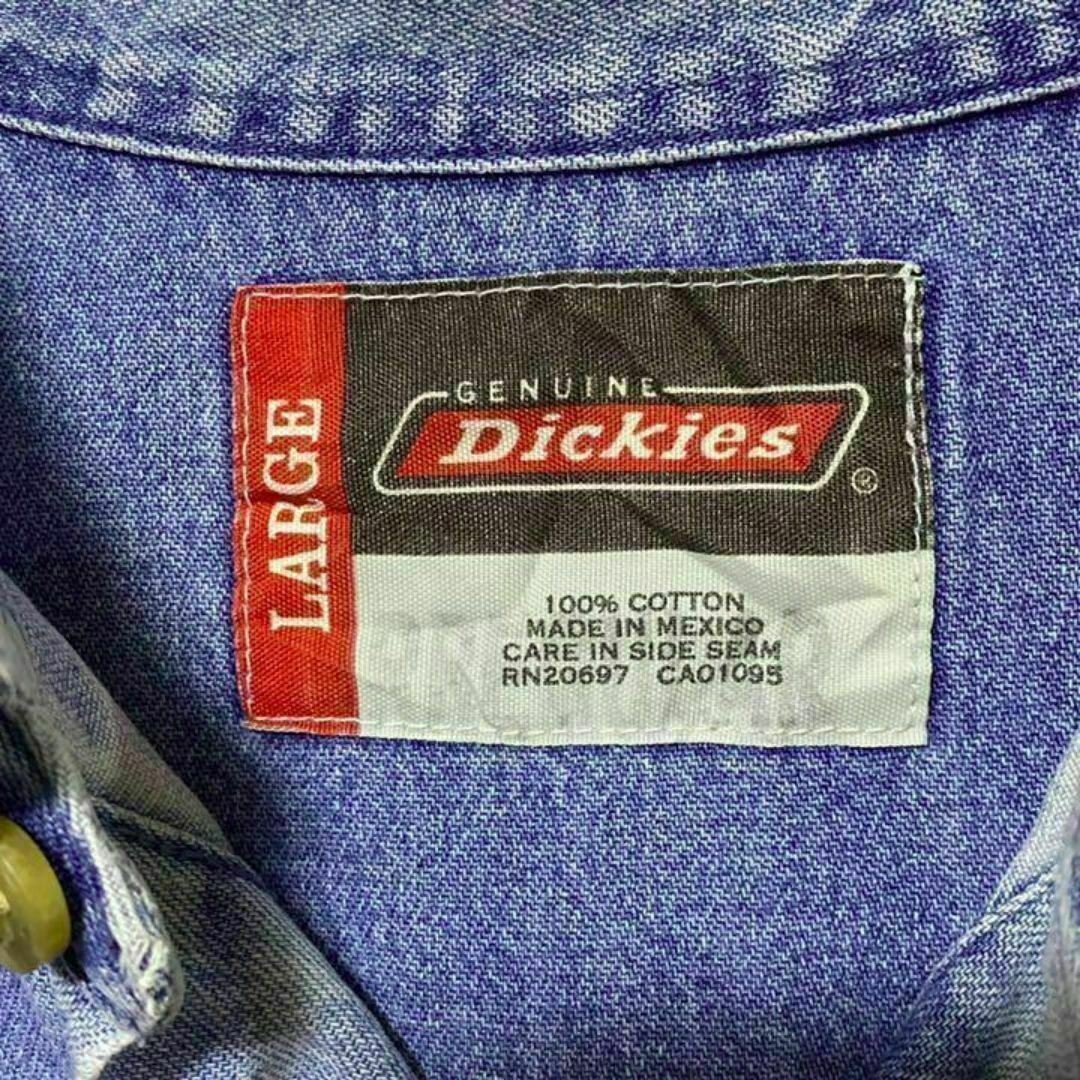 LARGE
GENUINE
Dickies
®
100% COTTON
MADE IN MEXICO
CARE IN SIDE SEAM
RN20697 CA01095